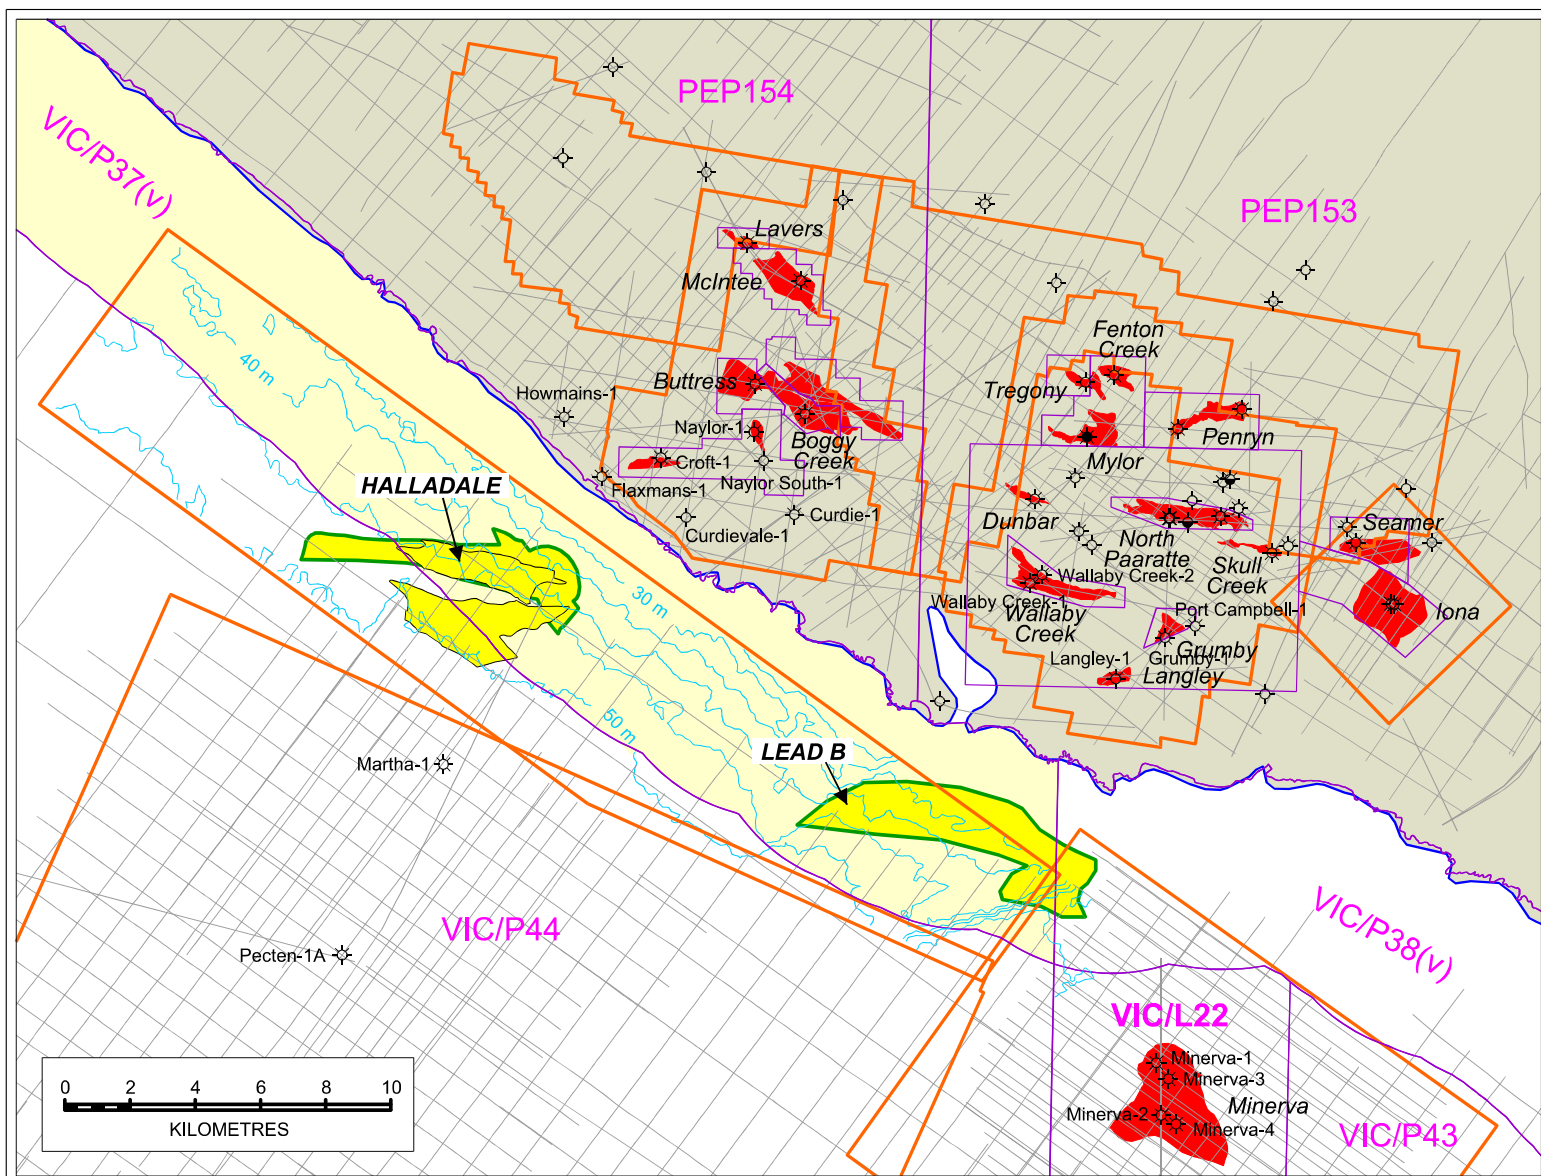 PEP154
VIC/P37(v)
PEP153
Lavers
McIntee
Fenton
Creek
Tregony
40 m
Buttress
Howmains-1
Naylor-1
Boggy
Creek
Penryn
Mylor
Croft-1
HALLADALE
Flaxmans-1
Naylor South-1
Curdie-1
Curdievale-1
Dunbar
North
Paaratte
Seamer
Skull
Creek
30 m
Wallaby Creek-2
Wallaby Creek-1
Wallaby
Creek
Port Campbell-1
Iona
Grumby
Grumby-1
Langley-1
Langley
50 m
LEAD B
Martha-1
VIC/P44
VIC/P38(v)
Pecten-1A
VIC/L22
Minerva-1
Minerva-3
Minerva
Minerva-2
Minerva-4
VIC/P43
0 2 4 6 8 10
KILOMETRES